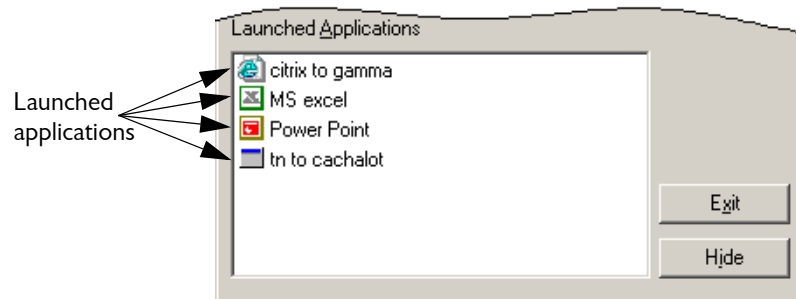 Launched Applications
citrix to gamma
MS excel
Power Point
tn to cachalot
Launched
applications
Exit
Hide